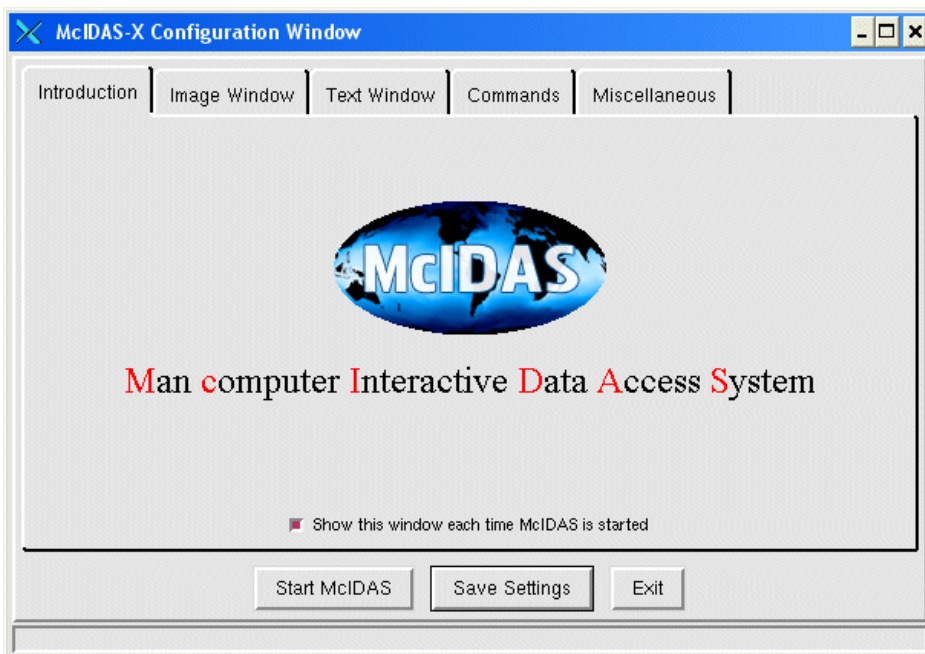 McIDAS-X Configuration Window
Introduction Image Window Text Window Commands Miscellaneous
McIDAS
Man computer Interactive Data Access System
Show this window each time McIDAS is started
Start McIDAS Save Settings Exit